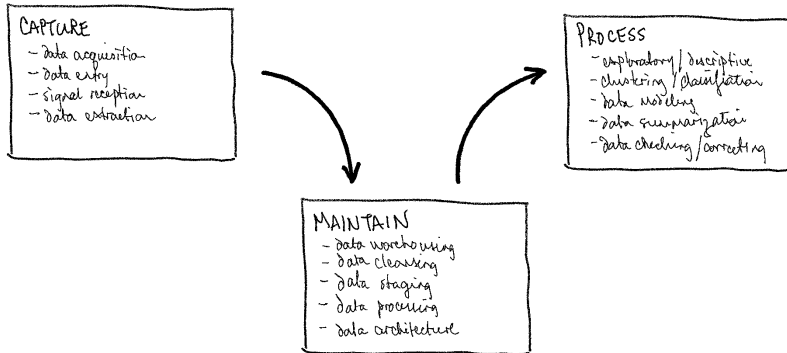 CAPTURE
- data acquisition
- data entry
- signal reception
- data extraction
PROCESS
- exploratory/descriptive
- clustering/classification
- data modeling
- data summarization
- data checking/correcting
MAINTAIN
- data warehousing
- data cleansing
- data staging
- data processing
- data architecture